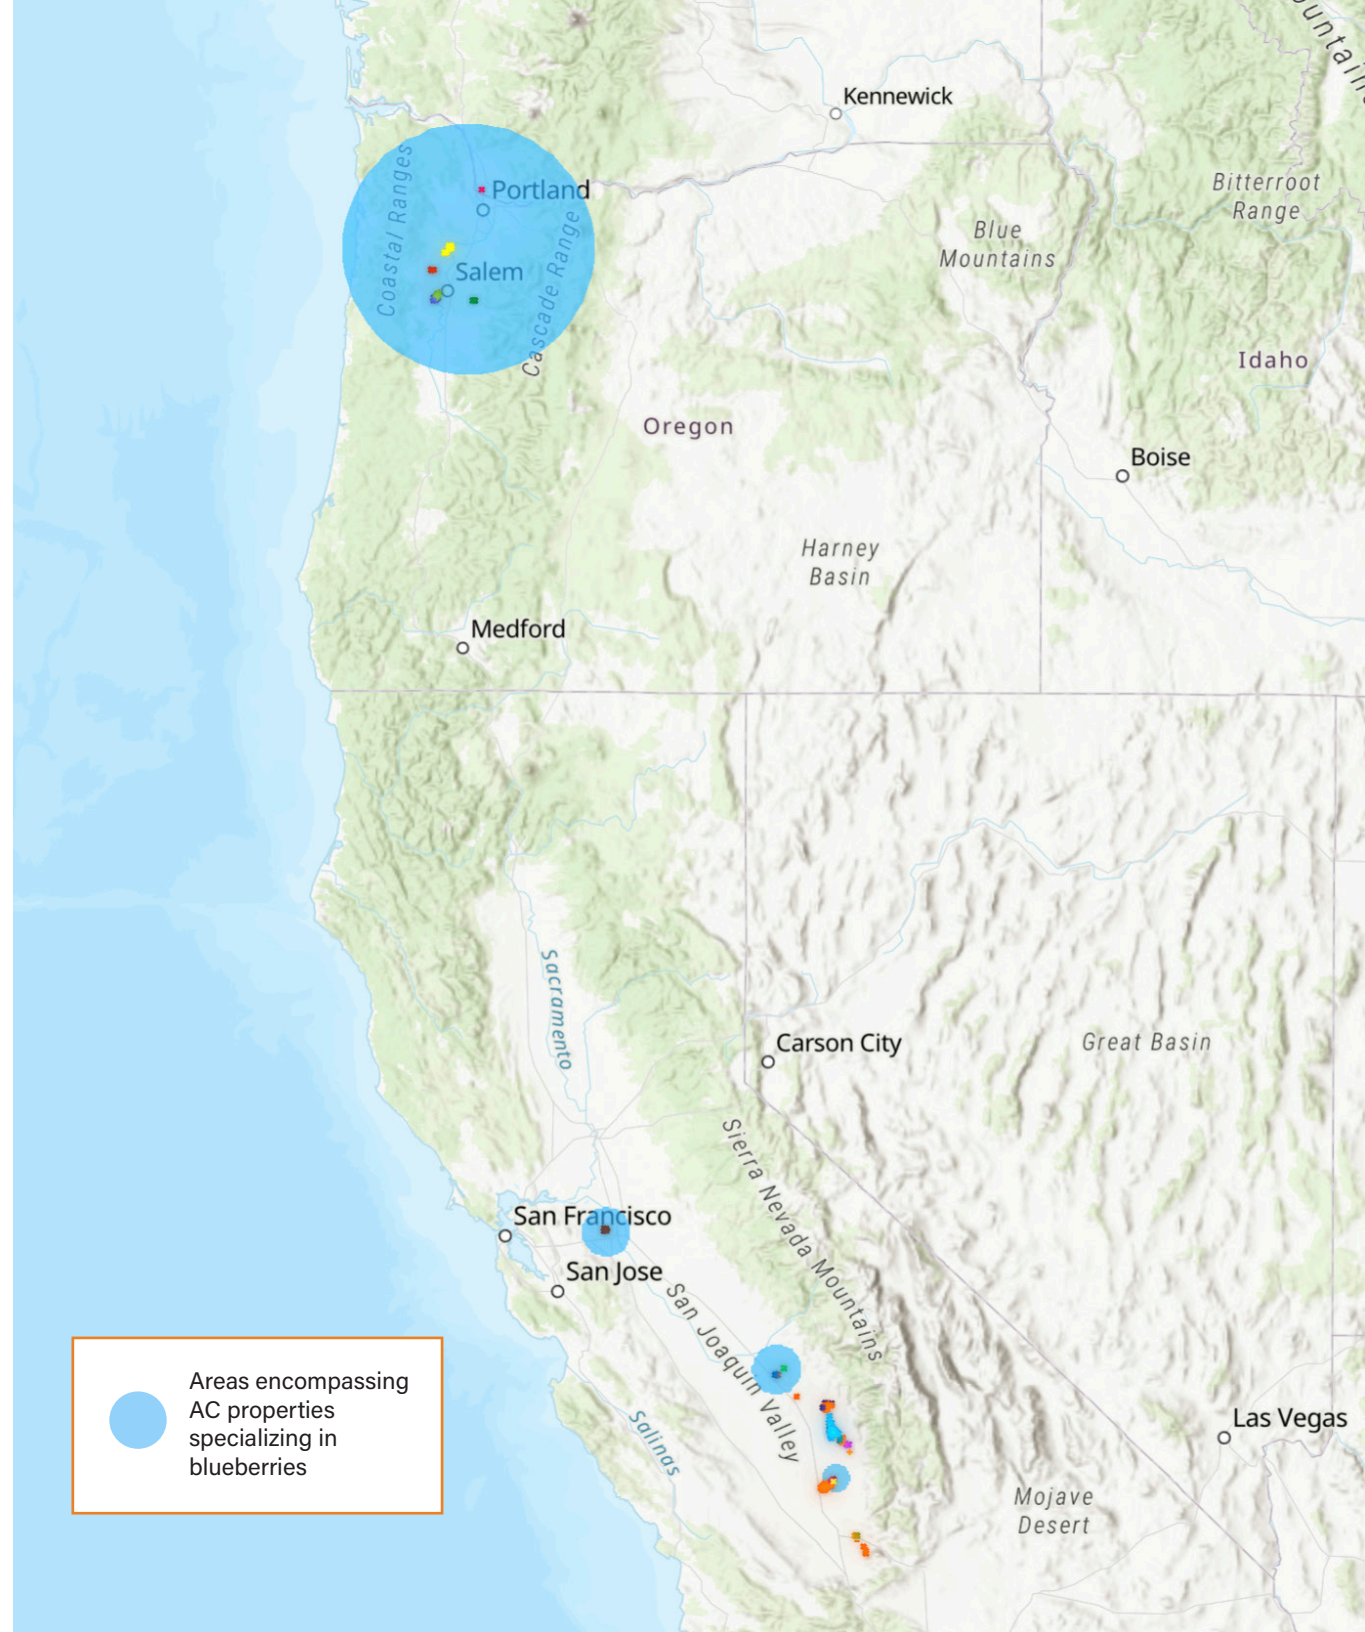 ountain
Kennewick
Coastal Ranges
Portland
Bitterroot
Range
Blue
Mountains
Salem
Cascade Range
Idaho
Oregon
Boise
Harney
Basin
Medford
Sacramento
Carson City
Great Basin
Sierra Nevada Mountains
San Francisco
San Jose
San Joaquin Valley
Areas encompassing
AC properties
specializing in
blueberries
Salinas
Las Vegas
Mojave
Desert